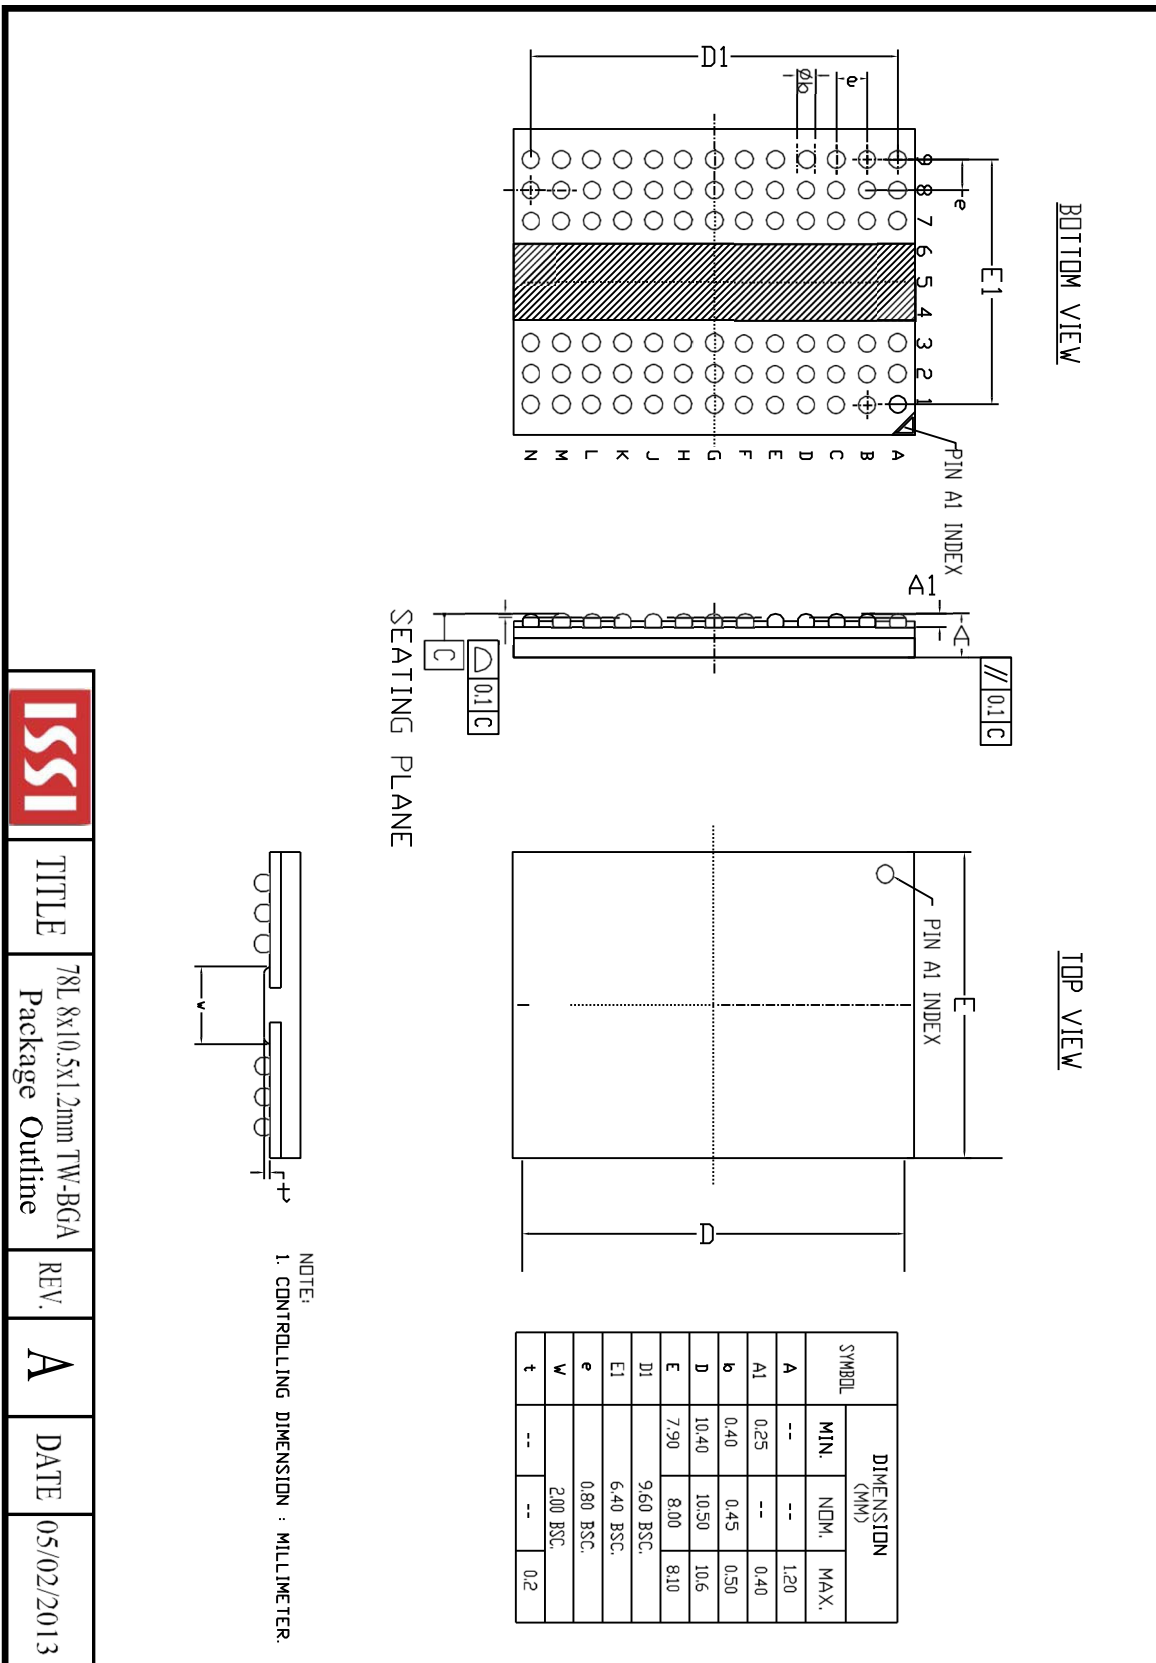 BOTTOM VIEW
E1
e
D1
e
Øb
9 8 7 6 5 4 3 2 1
A
B
C
D
E
F
G
H
J
K
L
M
N
PIN A1 INDEX
A1
A
// 0.1 C
0.1 C
C
SEATING PLANE
TOP VIEW
E
PIN A1 INDEX
D
w
t
SYMBOL DIMENSION
(MM)
MIN. NOM. MAX.
A -- -- 1.20
A1 0.25 -- 0.40
b 0.40 0.45 0.50
D 10.40 10.50 10.6
E 7.90 8.00 8.10
D1 9.60 BSC.
E1 6.40 BSC.
e 0.80 BSC.
W 2.00 BSC.
t -- -- 0.2
NOTE:
1. CONTROLLING DIMENSION : MILLIMETER.
ISSI
TITLE
78L 8x10.5x1.2mm TW-BGA
Package Outline
REV.
A
DATE
05/02/2013